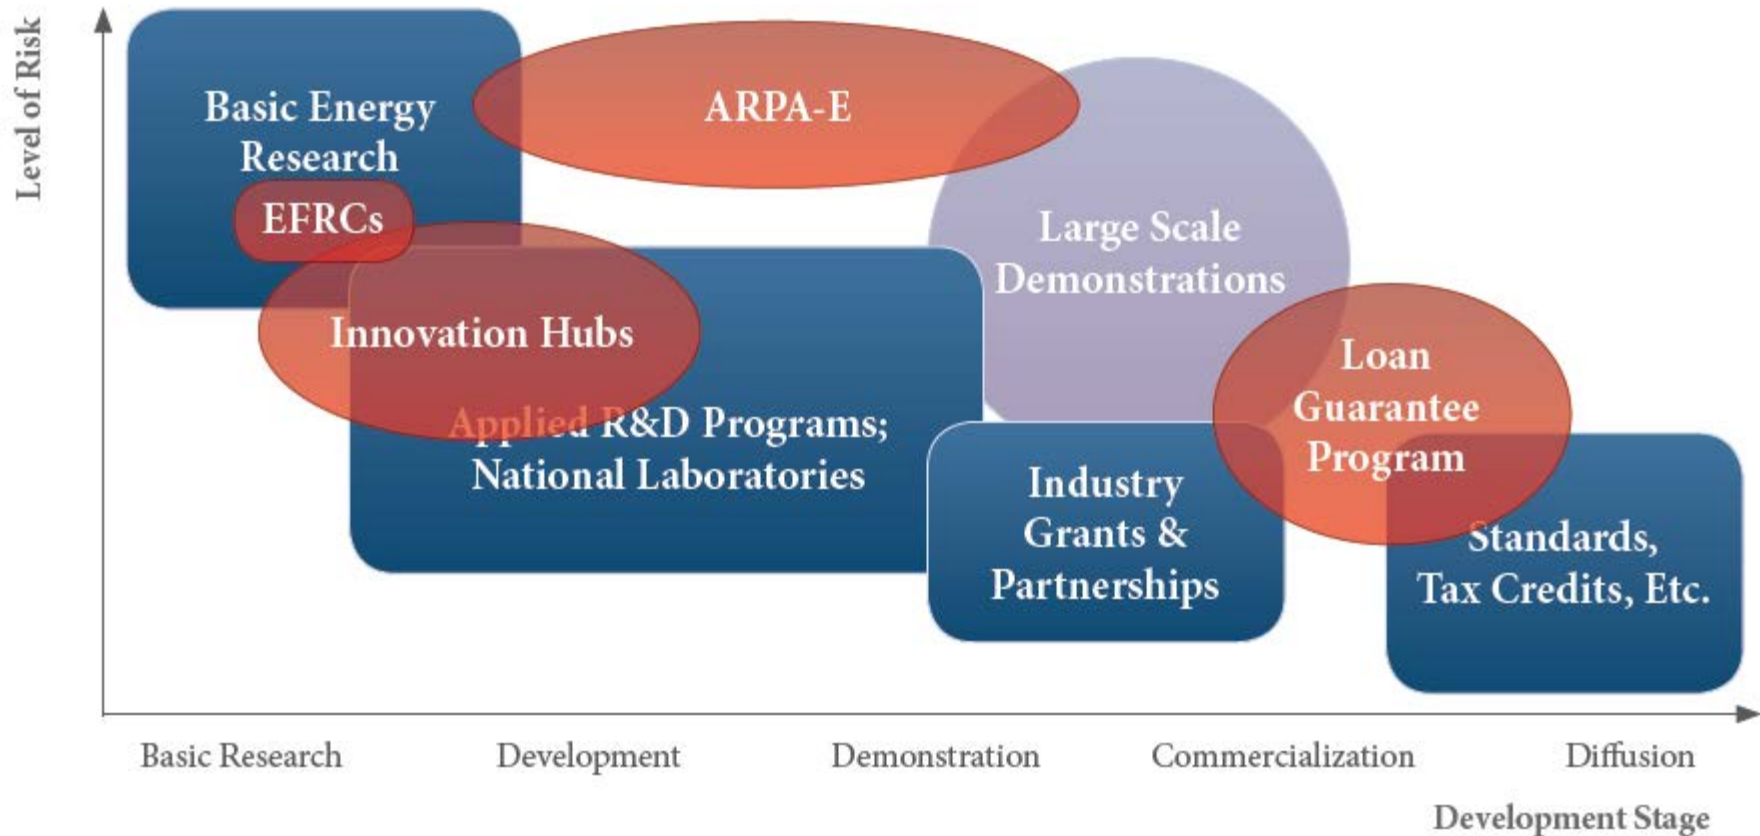 Level of Risk
Basic Energy
Research
EFRCs
ARPA-E
Large Scale
Demonstrations
Innovation Hubs
Applied R&D Programs;
National Laboratories
Loan
Guarantee
Program
Industry
Grants &
Partnerships
Standards,
Tax Credits, Etc.
Basic Research
Development
Demonstration
Commercialization
Diffusion
Development Stage